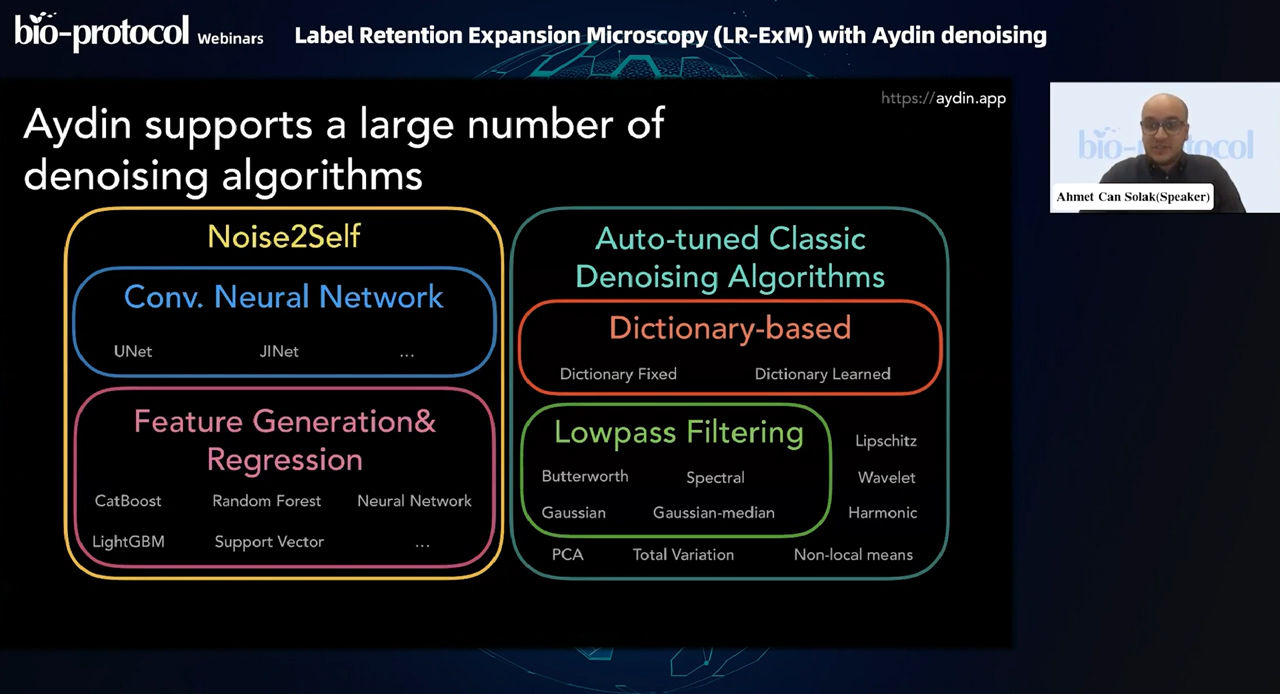 bio-protocol Webinars
Label Retention Expansion Microscopy (LR-ExM) with Aydin denoising
https://aydin.app
Aydin supports a large number of
denoising algorithms
Noise2Self
Conv. Neural Network
UNet JINet ...
Feature Generation&
Regression
CatBoost Random Forest Neural Network
LightGBM Support Vector ...
Auto-tuned Classic
Denoising Algorithms
Dictionary-based
Dictionary Fixed Dictionary Learned
Lowpass Filtering
Butterworth Spectral
Gaussian Gaussian-median
Lipschitz
Wavelet
Harmonic
PCA Total Variation Non-local means
bio-protocol
Ahmet Can Solak(Speaker)